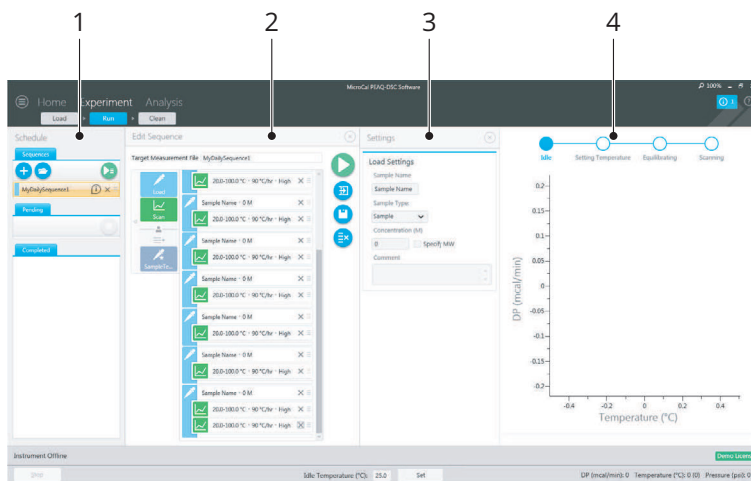 1 2 3 4
MicroCal PEAQ-DSC Software
100%
Home Experiment Analysis
Load Run Clean
Schedule
Edit Sequence
Settings
Sequences
Target Measurement File MyDailySequence1
MyDailySequence1
Pending
Completed
Load
Scan
SampleTe...
20.0-100.0 °C · 90 °C/hr · High
Sample Name · 0 M
20.0-100.0 °C · 90 °C/hr · High
Sample Name · 0 M
20.0-100.0 °C · 90 °C/hr · High
Sample Name · 0 M
20.0-100.0 °C · 90 °C/hr · High
Sample Name · 0 M
20.0-100.0 °C · 90 °C/hr · High
Sample Name · 0 M
20.0-100.0 °C · 90 °C/hr · High
Sample Name · 0 M
20.0-100.0 °C · 90 °C/hr · High
20.0-100.0 °C · 90 °C/hr · High
Load Settings
Sample Name
Sample Name
Sample Type
Sample
Concentration (M)
0 Specify MW
Comment
Idle Setting Temperature Equilibrating Scanning
DP (mcal/min)
0.2
0.15
0.1
0.05
0
-0.05
-0.1
-0.15
-0.2
-0.4 -0.2 0 0.2 0.4
Temperature (°C)
Instrument Offline
Demo Licens
Stop
Idle Temperature (°C): 25.0 Set
DP (mcal/min): 0 Temperature (°C): 0 (0) Pressure (psi): 0